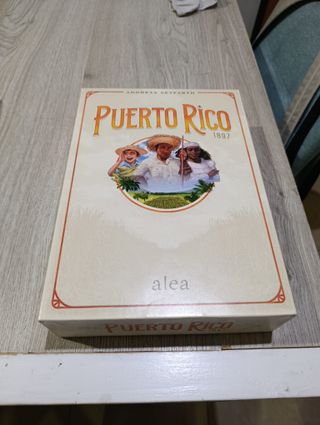 ANDREAS SEYFARTH
PUERTO RICO
1897
alea
PUERTO RICO